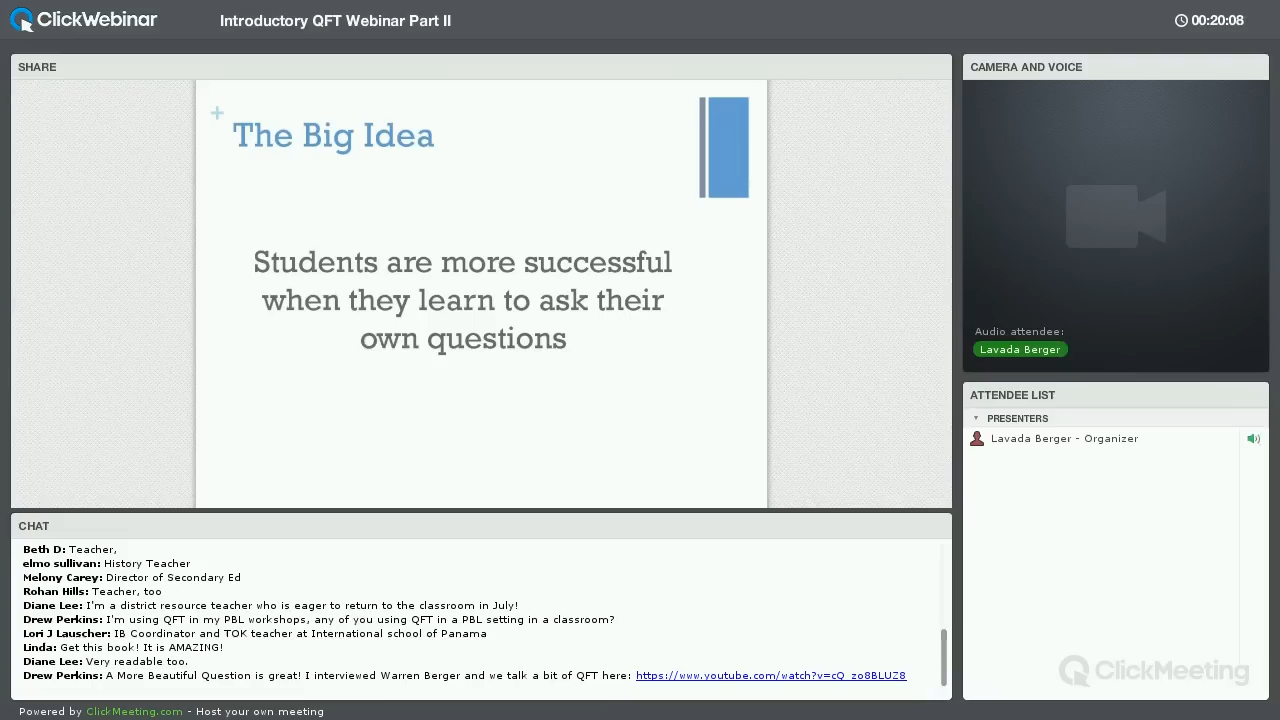 ClickWebinar
Introductory QFT Webinar Part II
00:20:08
SHARE
+
The Big Idea
Students are more successful
when they learn to ask their
own questions
CAMERA AND VOICE
Audio attendee:
Lavada Berger
ATTENDEE LIST
PRESENTERS
Lavada Berger - Organizer
CHAT
Beth D: Teacher,
elmo sullivan: History Teacher
Melony Carey: Director of Secondary Ed
Rohan Hills: Teacher, too
Diane Lee: I'm a district resource teacher who is eager to return to the classroom in July!
Drew Perkins: I'm using QFT in my PBL workshops, any of you using QFT in a PBL setting in a classroom?
Lori J Lauscher: IB Coordinator and TOK teacher at International school of Panama
Linda: Get this book! It is AMAZING!
Diane Lee: Very readable too.
Drew Perkins: A More Beautiful Question is great! I interviewed Warren Berger and we talk a bit of QFT here: https://www.youtube.com/watch?v=cQ_zo8BLUZ8
ClickMeeting
Powered by ClickMeeting.com - Host your own meeting